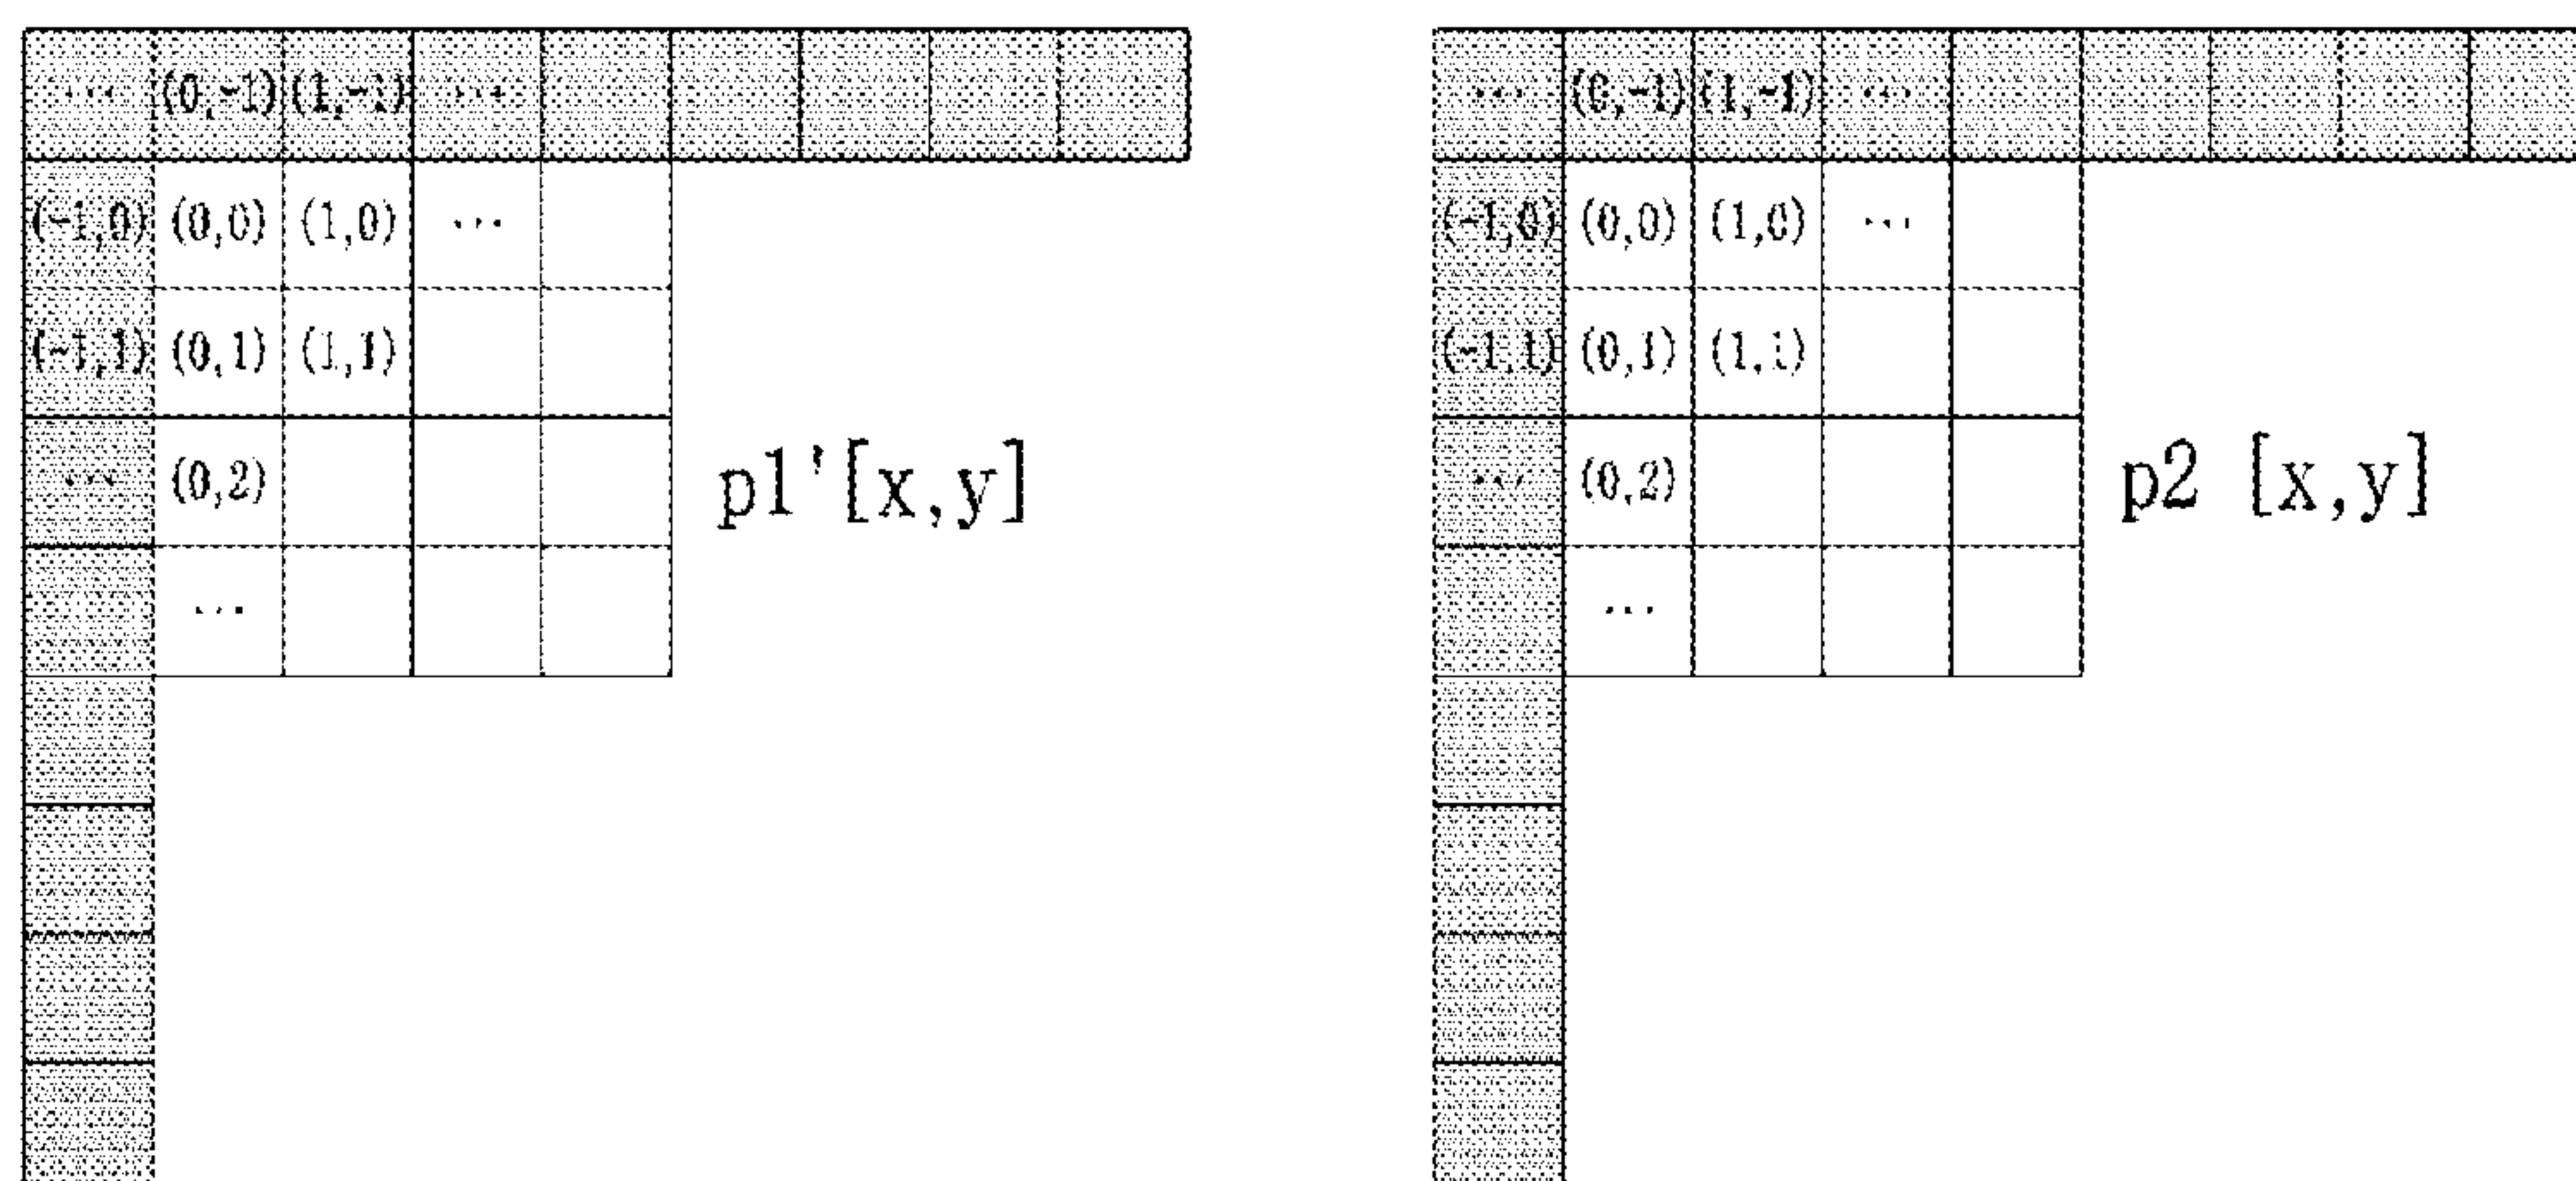 ... (0,-1) (1,-1) ...
(-1,0) (0,0) (1,0) ...
(-1,1) (0,1) (1,1)
... (0,2)
...
p1'[x,y]
... (0,-1) (1,-1) ...
(-1,0) (0,0) (1,0) ...
(-1,1) (0,1) (1,1)
... (0,2)
...
p2 [x,y]